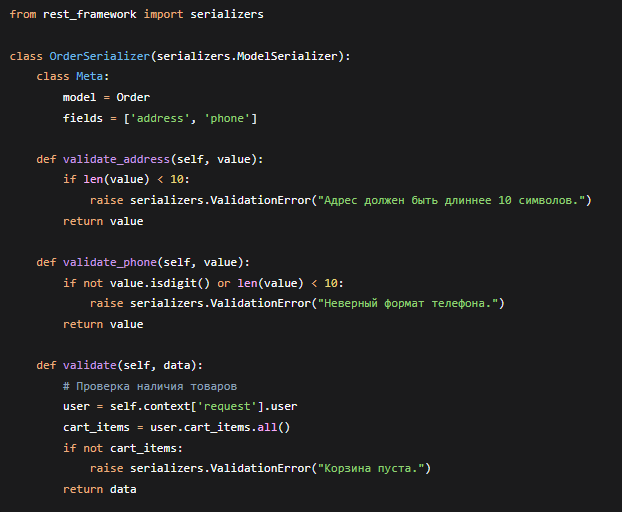 from rest_framework import serializers
class OrderSerializer(serializers.ModelSerializer):
    class Meta:
        model = Order
        fields = ['address', 'phone']
    def validate_address(self, value):
        if len(value) < 10:
            raise serializers.ValidationError("Адрес должен быть длиннее 10 символов.")
        return value
    def validate_phone(self, value):
        if not value.isdigit() or len(value) < 10:
            raise serializers.ValidationError("Неверный формат телефона.")
        return value
    def validate(self, data):
        # Проверка наличия товаров
        user = self.context['request'].user
        cart_items = user.cart_items.all()
        if not cart_items:
            raise serializers.ValidationError("Корзина пуста.")
        return data